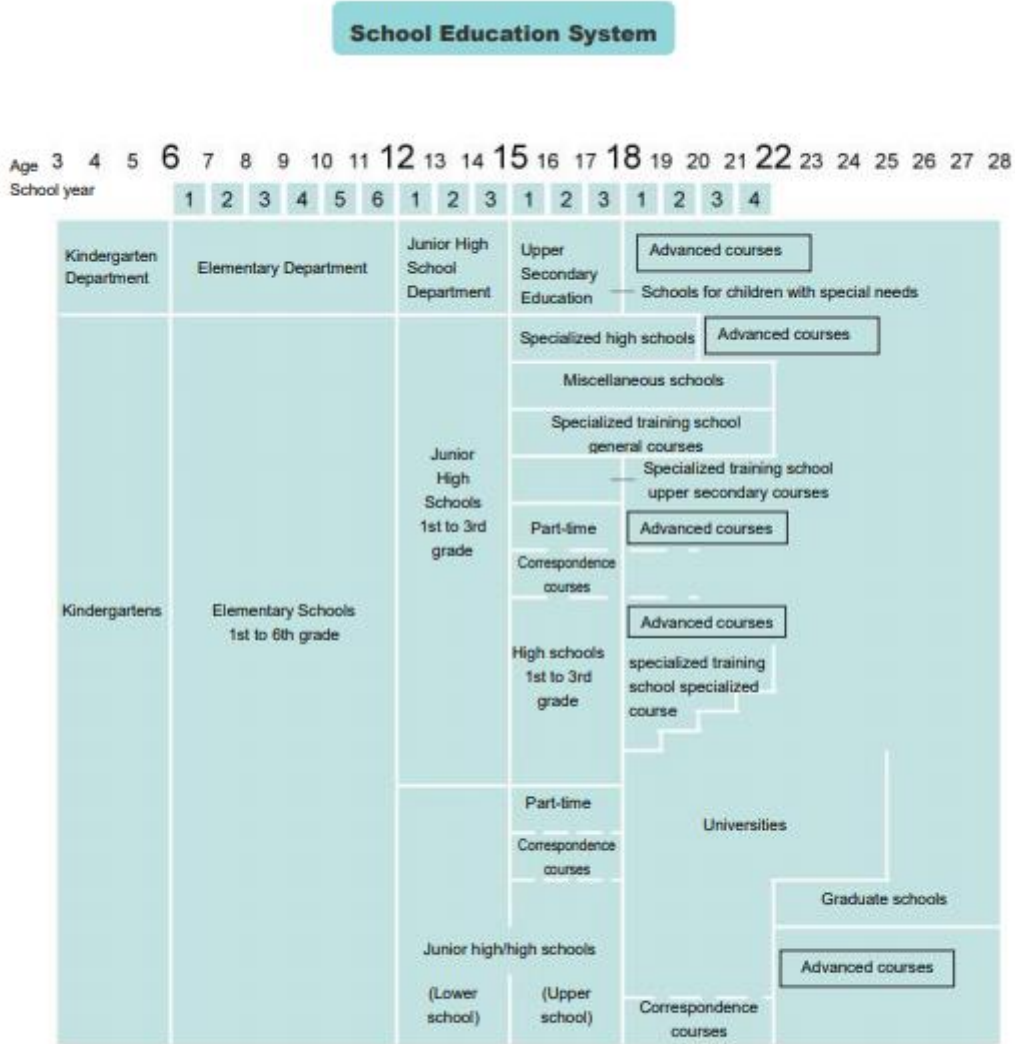 School Education System
Age 3 4 5 6 7 8 9 10 11 12 13 14 15 16 17 18 19 20 21 22 23 24 25 26 27 28
School year
1 2 3 4 5 6 1 2 3 1 2 3 1 2 3 4
Kindergarten
Department
Elementary Department
Junior High
School
Department
Upper
Secondary
Education
Advanced courses
Schools for children with special needs
Specialized high schools
Advanced courses
Miscellaneous schools
Specialized training school
general courses
Specialized training school
upper secondary courses
Junior
High
Schools
1st to 3rd
grade
Part-time
Advanced courses
Correspondence
courses
Kindergartens
Elementary Schools
1st to 6th grade
Advanced courses
High schools
1st to 3rd
grade
specialized training
school specialized
course
Part-time
Universities
Correspondence
courses
Graduate schools
Junior high/high schools
Advanced courses
(Lower
school)
(Upper
school)
Correspondence
courses